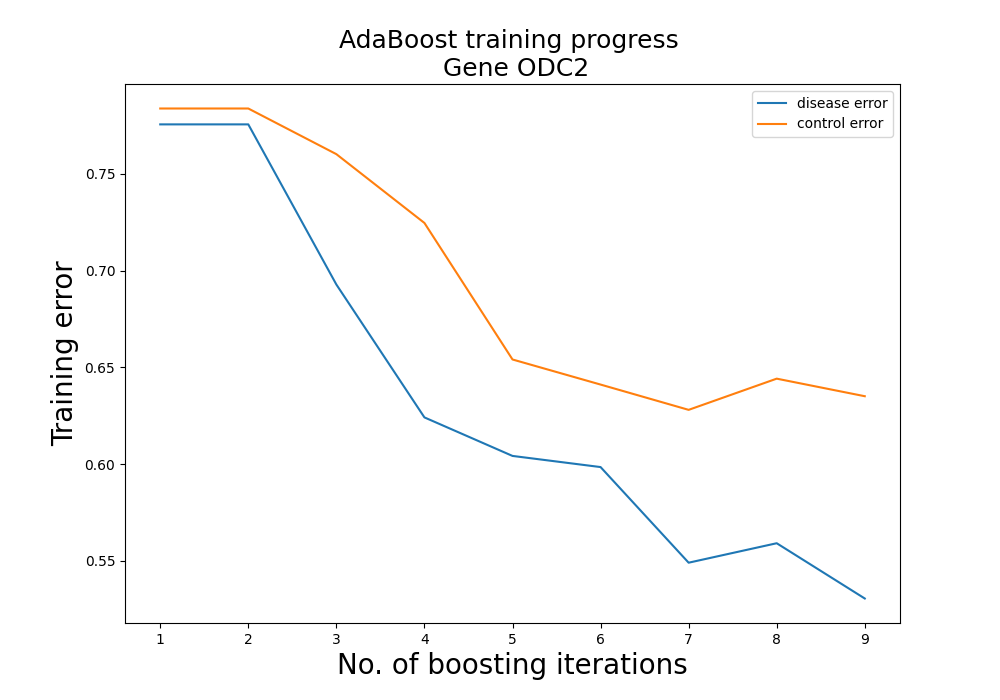 AdaBoost training progress
Gene ODC2
disease error
control error
Training error
0.75
0.70
0.65
0.60
0.55
1 2 3 4 5 6 7 8 9
No. of boosting iterations